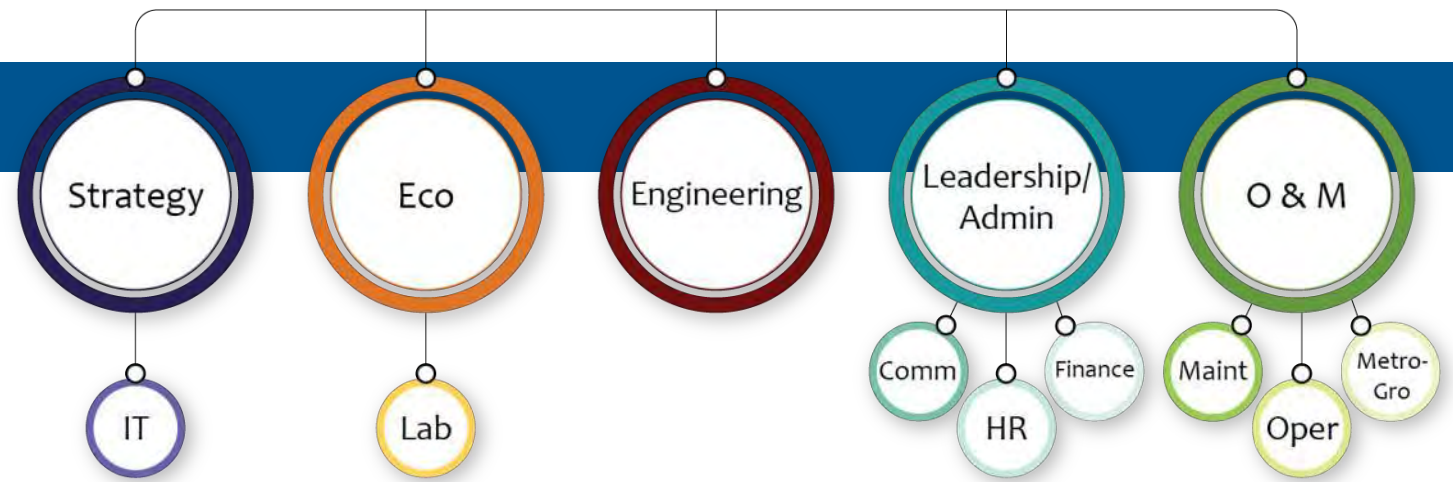 Strategy
Eco
Engineering
Leadership/
Admin
O & M
IT
Lab
Comm
HR
Finance
Maint
Oper
Metro-
Gro